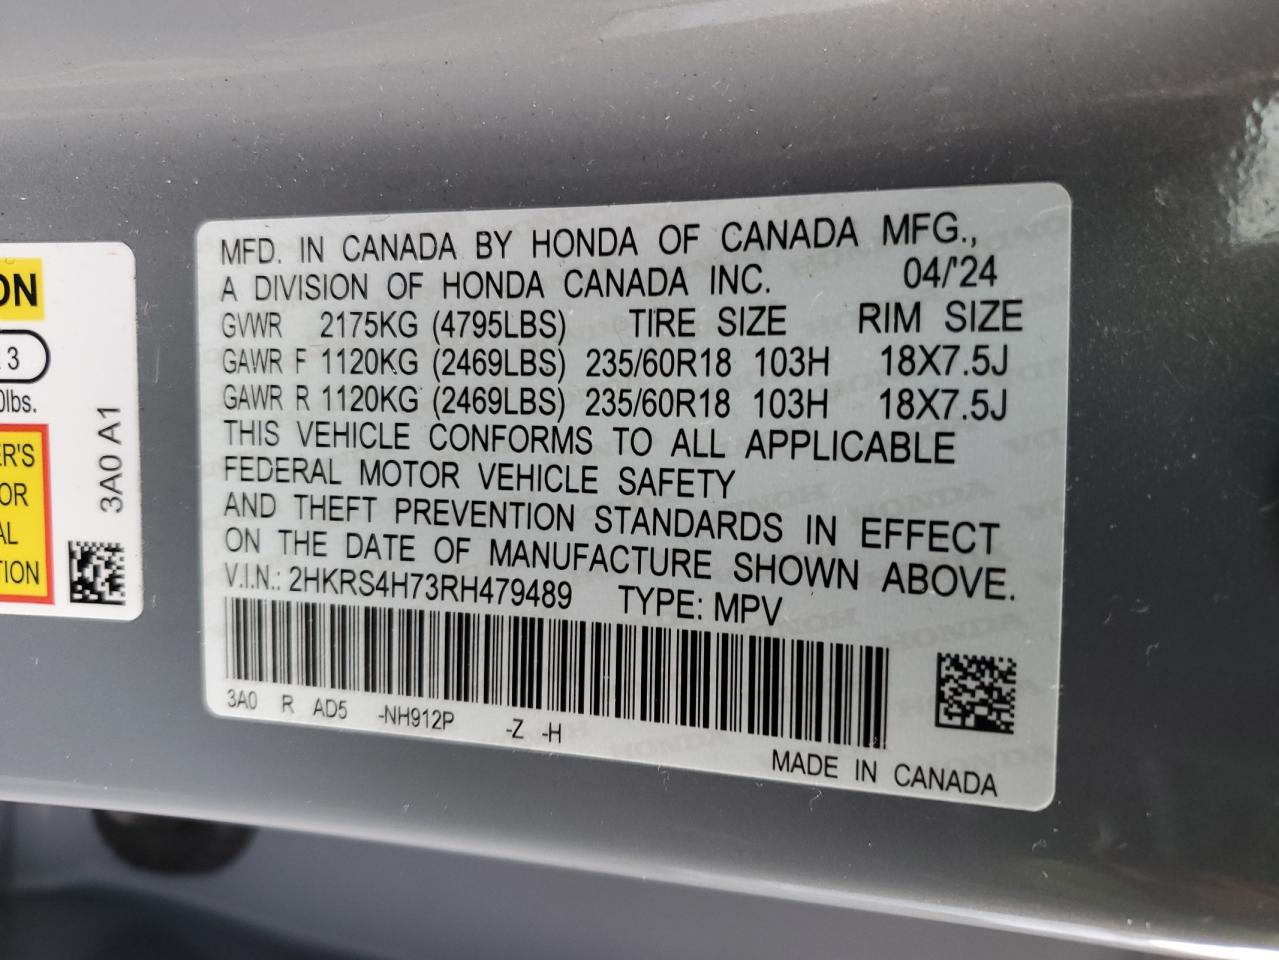 MFD. IN CANADA BY HONDA OF CANADA MFG.,
A DIVISION OF HONDA CANADA INC. 04/'24
GVWR 2175KG (4795LBS) TIRE SIZE RIM SIZE
GAWR F 1120KG (2469LBS) 235/60R18 103H 18X7.5J
GAWR R 1120KG (2469LBS) 235/60R18 103H 18X7.5J
THIS VEHICLE CONFORMS TO ALL APPLICABLE
FEDERAL MOTOR VEHICLE SAFETY
AND THEFT PREVENTION STANDARDS IN EFFECT
ON THE DATE OF MANUFACTURE SHOWN ABOVE.
V.I.N.: 2HKRS4H73RH479489 TYPE: MPV
3A0 R AD5 -NH912P -Z -H
MADE IN CANADA
3
lbs.
3A0 A1